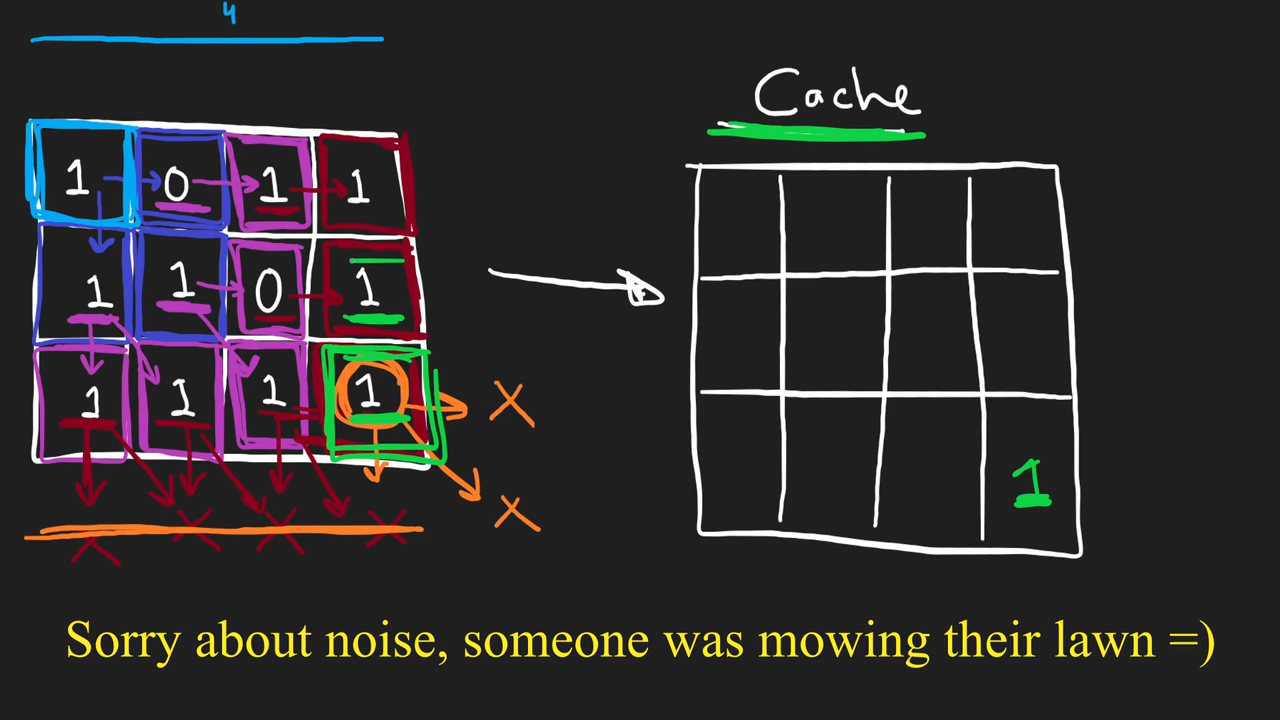 4
Cache
1 0 1 1
1 1 0 1
1 1 1 1
1
Sorry about noise, someone was mowing their lawn =)